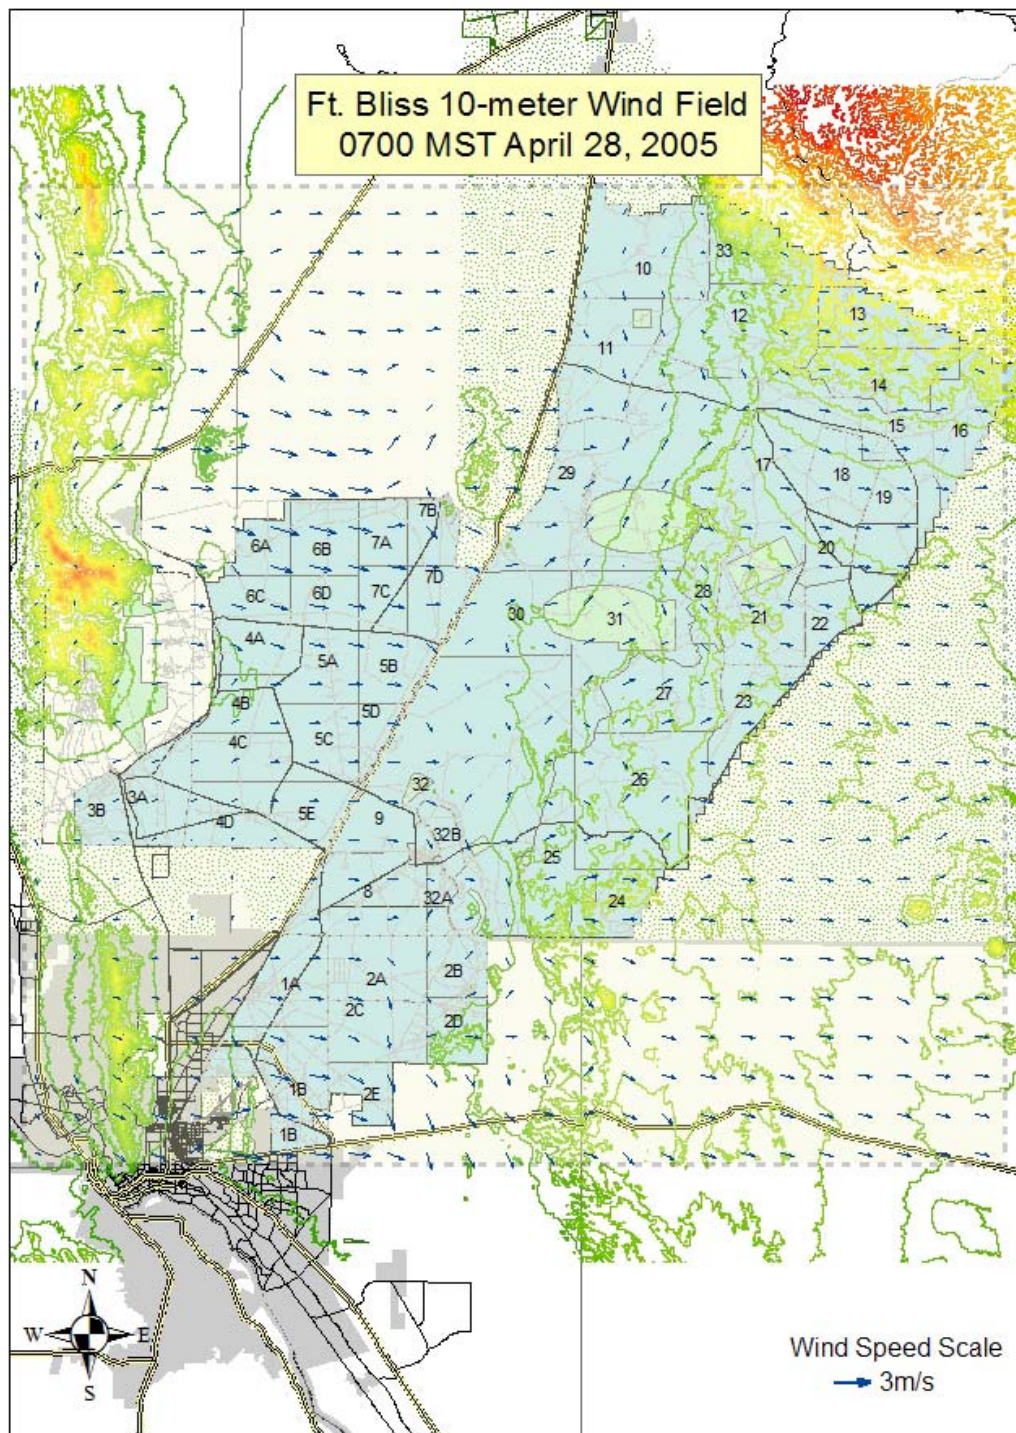 Ft. Bliss 10-meter Wind Field
0700 MST April 28, 2005
33
10
12
13
11
14
15
16
29
17
18
19
7B
6A
6B
7A
20
7D
6C
6D
7C
28
30
31
21
22
4A
5A
5B
27
23
4B
5D
4C
5C
26
32
3A
3B
4D
5E
9
32B
25
8
32A
24
2B
1A
2A
2C
2D
1B
2E
1B
N
W
E
S
Wind Speed Scale
3m/s